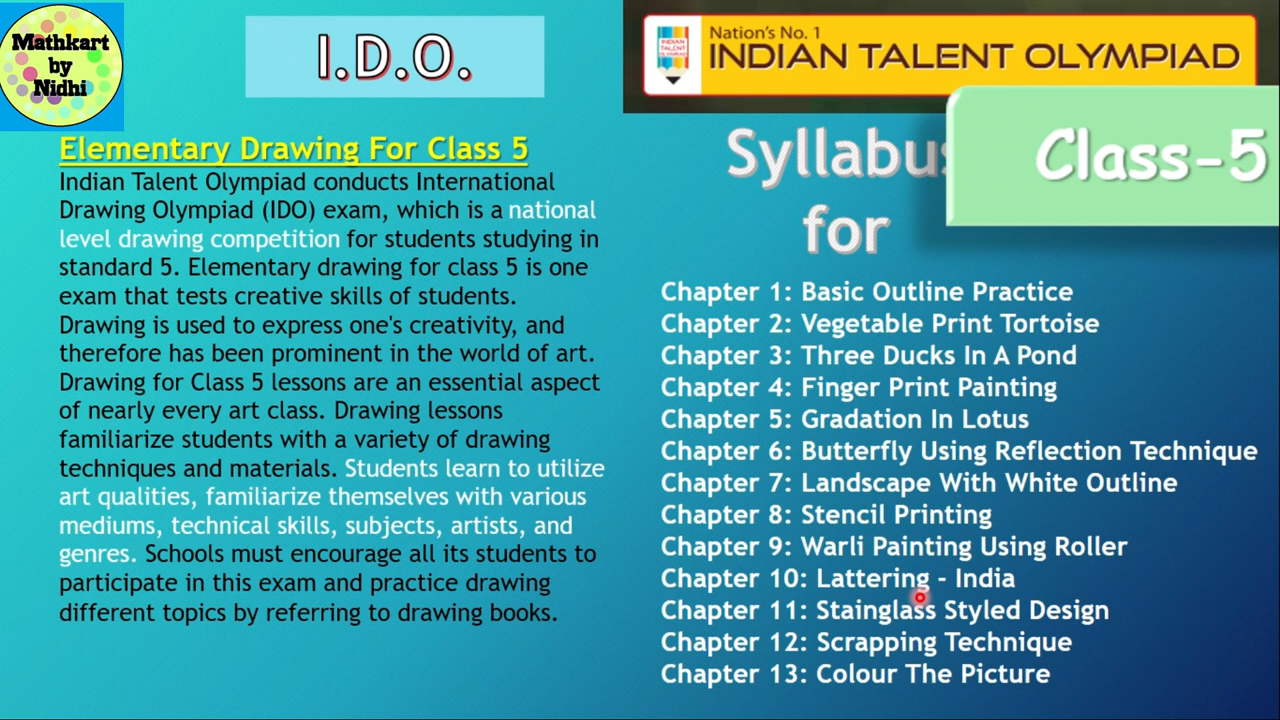 Mathkart
by
Nidhi
I.D.O.
Nation's No. 1
INDIAN TALENT OLYMPIAD
INDIAN
TALENT
OLYMPIAD
Elementary Drawing For Class 5
Indian Talent Olympiad conducts International
Drawing Olympiad (IDO) exam, which is a national
level drawing competition for students studying in
standard 5. Elementary drawing for class 5 is one
exam that tests creative skills of students.
Drawing is used to express one's creativity, and
therefore has been prominent in the world of art.
Drawing for Class 5 lessons are an essential aspect
of nearly every art class. Drawing lessons
familiarize students with a variety of drawing
techniques and materials. Students learn to utilize
art qualities, familiarize themselves with various
mediums, technical skills, subjects, artists, and
genres. Schools must encourage all its students to
participate in this exam and practice drawing
different topics by referring to drawing books.
Syllabus
for
Class-5
Chapter 1: Basic Outline Practice
Chapter 2: Vegetable Print Tortoise
Chapter 3: Three Ducks In A Pond
Chapter 4: Finger Print Painting
Chapter 5: Gradation In Lotus
Chapter 6: Butterfly Using Reflection Technique
Chapter 7: Landscape With White Outline
Chapter 8: Stencil Printing
Chapter 9: Warli Painting Using Roller
Chapter 10: Lattering - India
Chapter 11: Stainglass Styled Design
Chapter 12: Scrapping Technique
Chapter 13: Colour The Picture